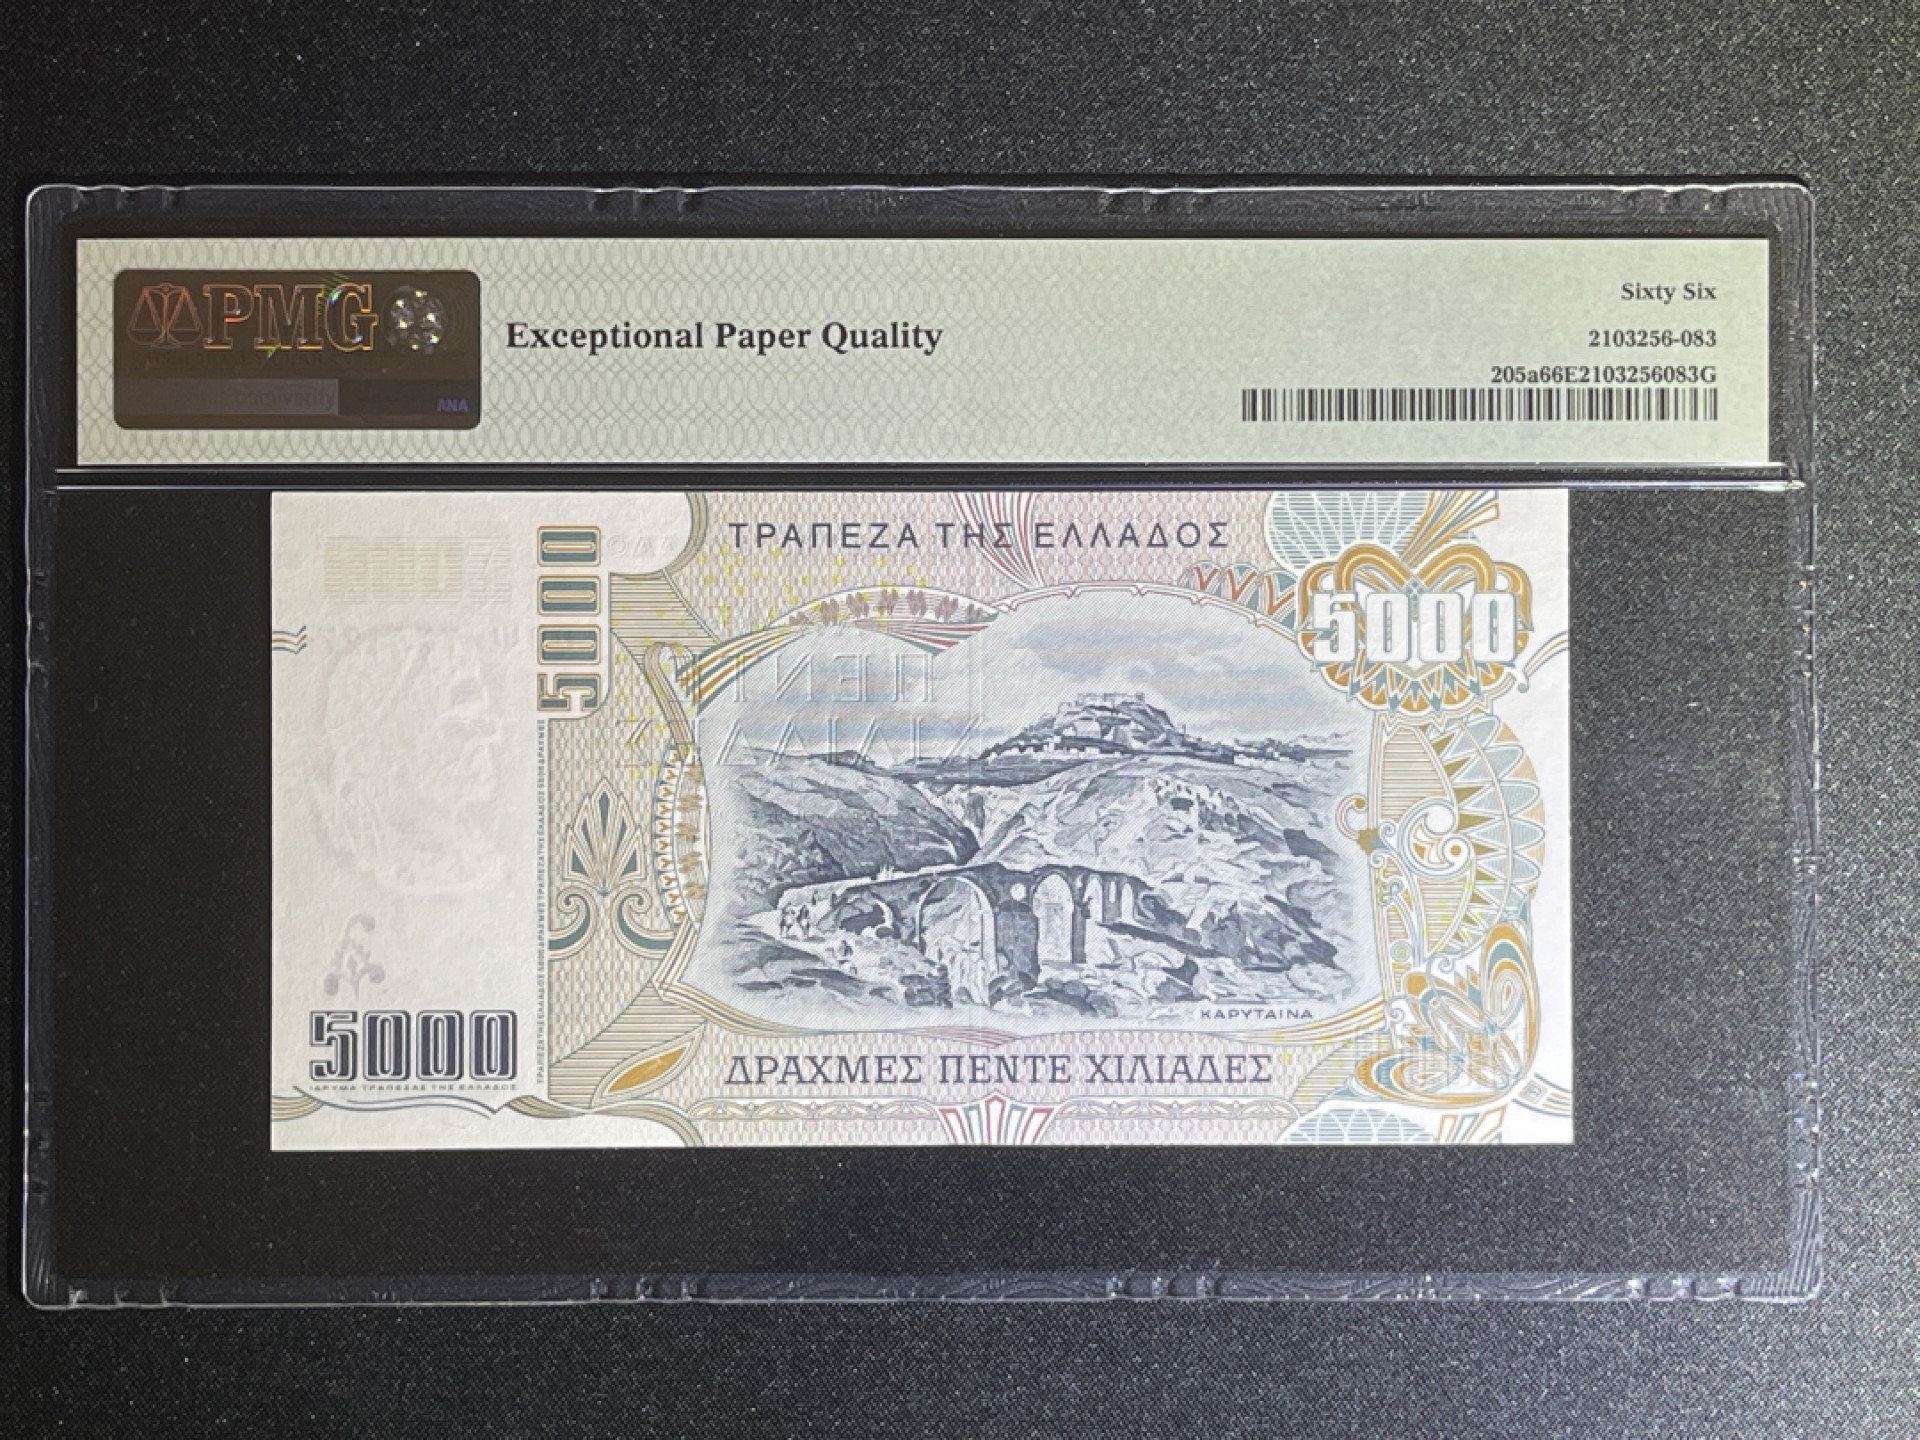 PMG
verify
ANA
Exceptional Paper Quality
Sixty Six
2103256-083
205a66E2103256083G
ΤΡΑΠΕΖΑ ΤΗΣ ΕΛΛΑΔΟΣ
5000
5000
ΚΑΡΥΤΑΙΝΑ
5000
ΙΔΡΥΜΑ ΤΡΑΠΕΖΑΣ ΤΗΣ ΕΛΛΑΔΟΣ
ΔΡΑΧΜΕΣ ΠΕΝΤΕ ΧΙΛΙΑΔΕΣ